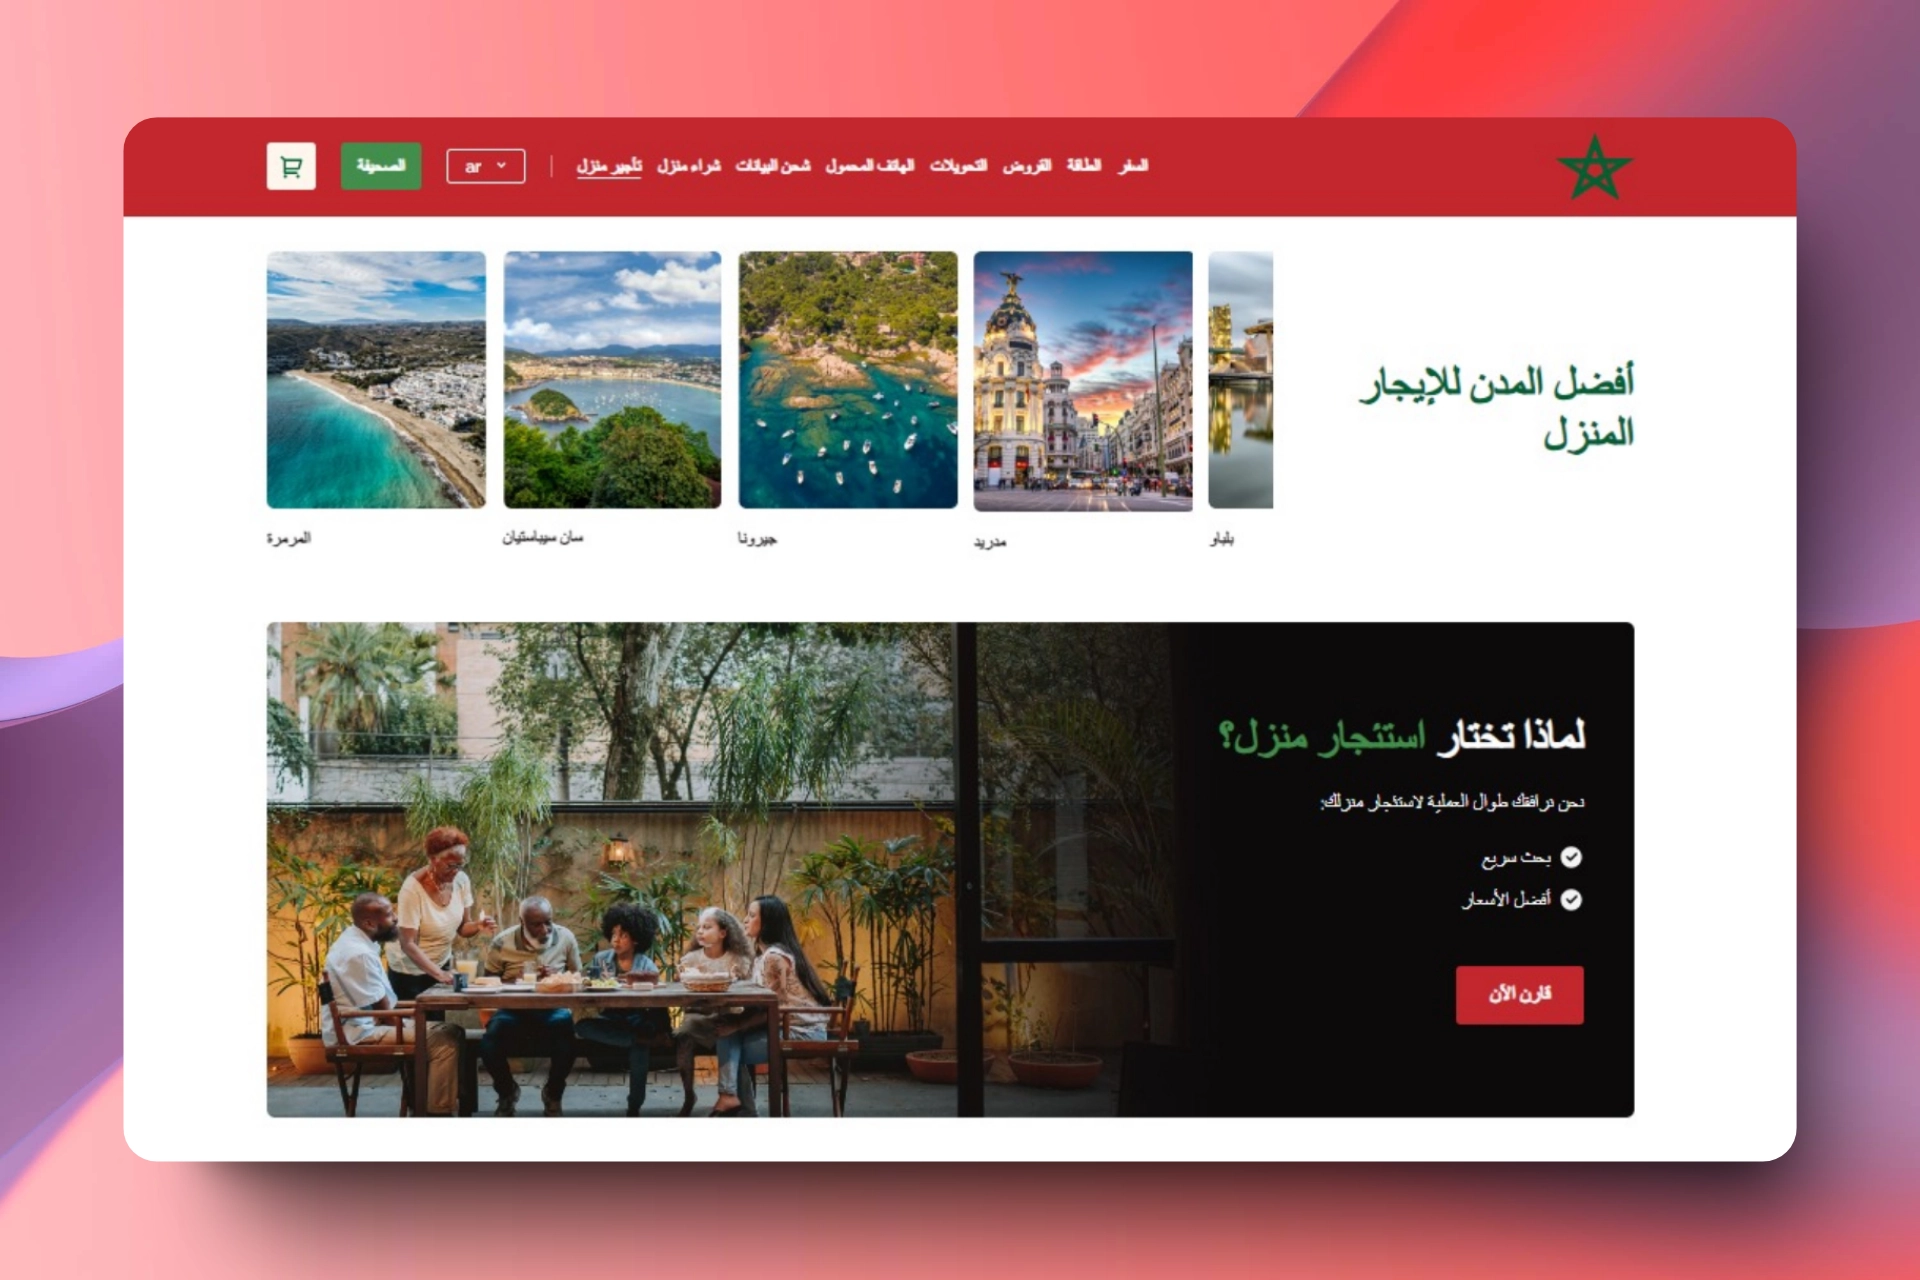 السفر الطاقة القروض التحويلات الهاتف المحمول شحن البيانات شراء منزل تأجير منزل ar الصحيفة
أفضل المدن للإيجار
المنزل
بلباو مدريد جيرونا سان سيباستيان المرمرة
لماذا تختار استئجار منزل؟
نحن نرافقك طوال العملية لاستئجار منزلك:
بحث سريع
أفضل الأسعار
قارن الآن